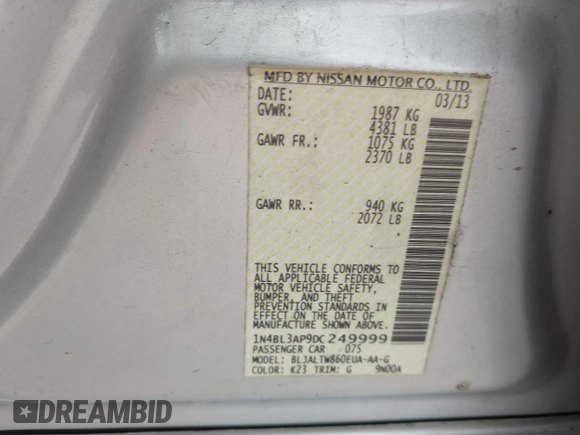 MFD BY NISSAN MOTOR CO., LTD.
DATE: 03/13
GVWR: 1987 KG
4381 LB
GAWR FR.: 1075 KG
2370 LB
GAWR RR.: 940 KG
2072 LB
THIS VEHICLE CONFORMS TO
ALL APPLICABLE FEDERAL
MOTOR VEHICLE SAFETY,
BUMPER, AND THEFT
PREVENTION STANDARDS IN
EFFECT ON THE DATE OF
MANUFACTURE SHOWN ABOVE.
1N4BL3AP9DC249999
PASSENGER CAR 075
MODEL: BLJALTW860EUA-AA-G
COLOR: K23 TRIM: G 9N00A
DREAMBID